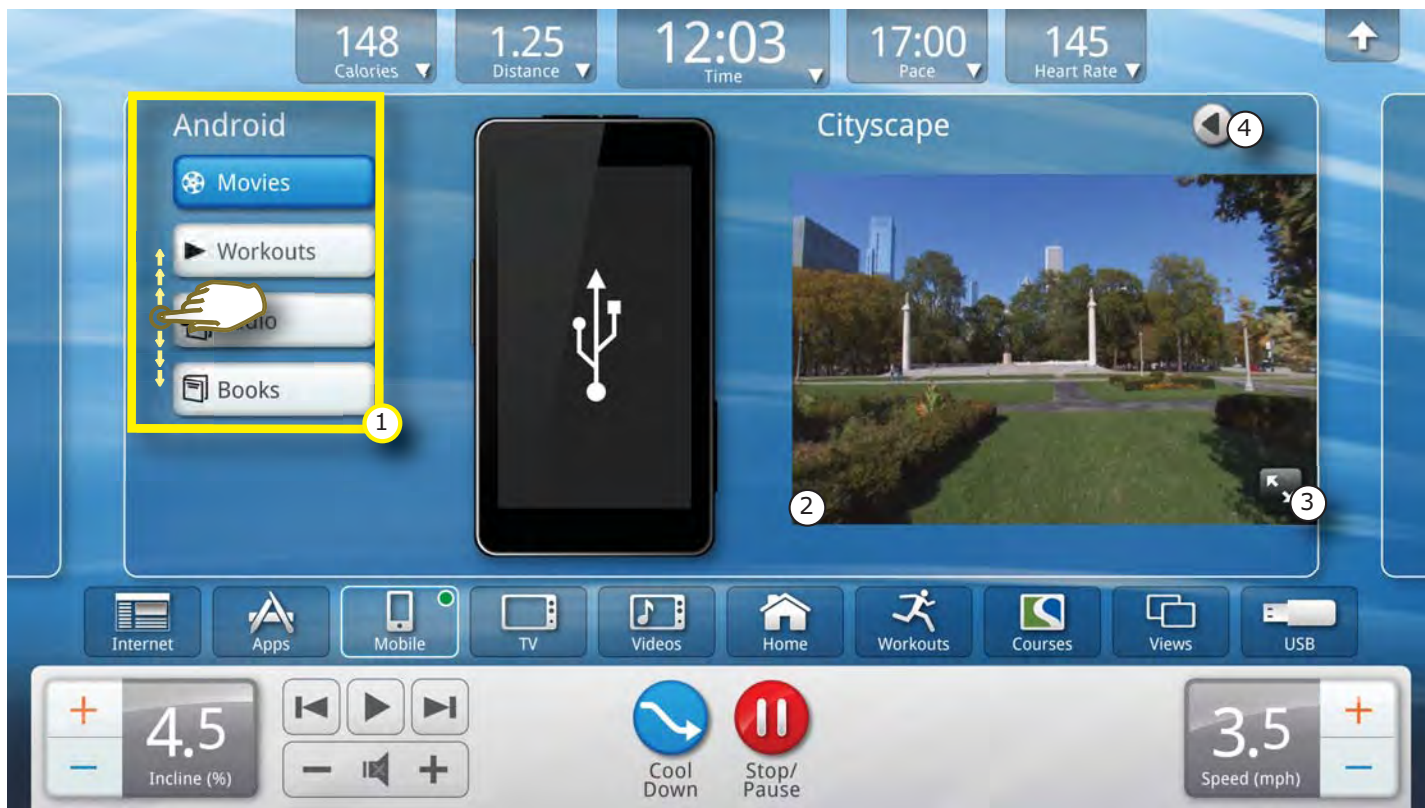 148
Calories
1.25
Distance
12:03
Time
17:00
Pace
145
Heart Rate
Android
Movies
Workouts
Books
1
Cityscape
4
2
3
Internet
Apps
Mobile
TV
Videos
Home
Workouts
Courses
Views
USB
+
4.5
Incline (%)
−
− +
Cool
Down
Stop/
Pause
3.5
Speed (mph)
+
−